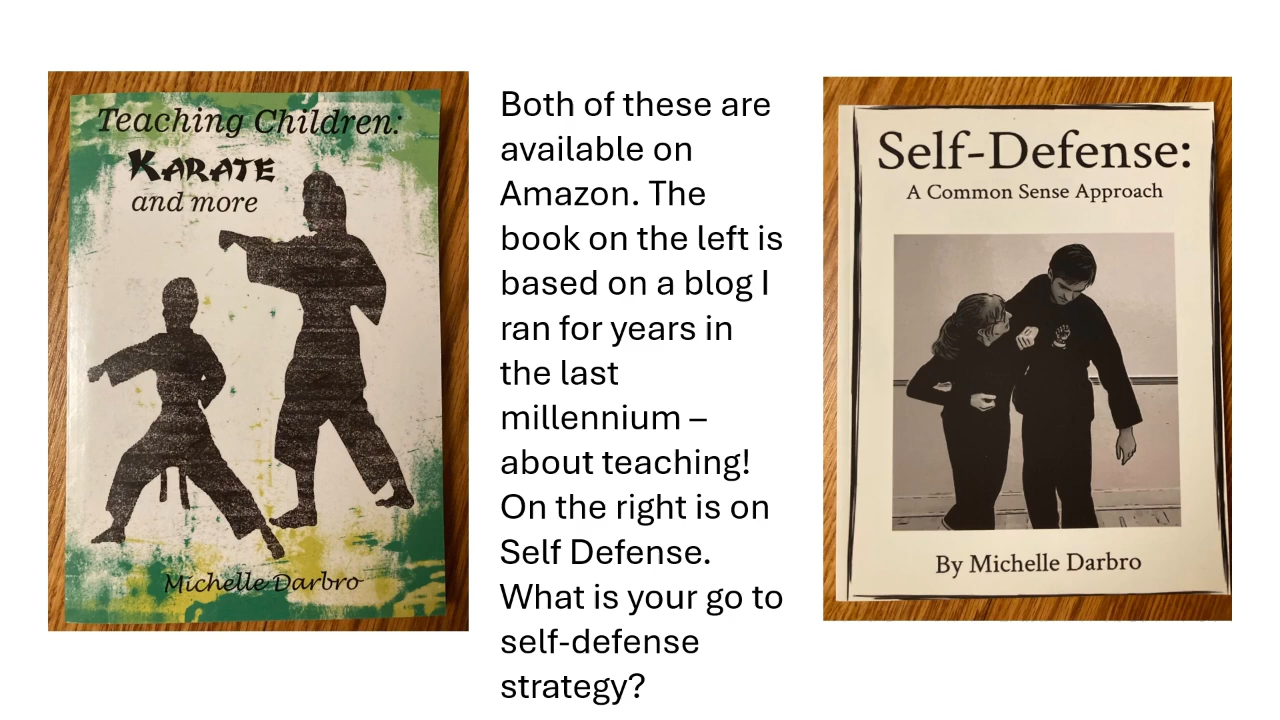 Teaching Children:
KARATE
and more
Michelle Darbro
Both of these are
available on
Amazon. The
book on the left is
based on a blog I
ran for years in
the last
millennium –
about teaching!
On the right is on
Self Defense.
What is your go to
self-defense
strategy?
Self-Defense:
A Common Sense Approach
By Michelle Darbro